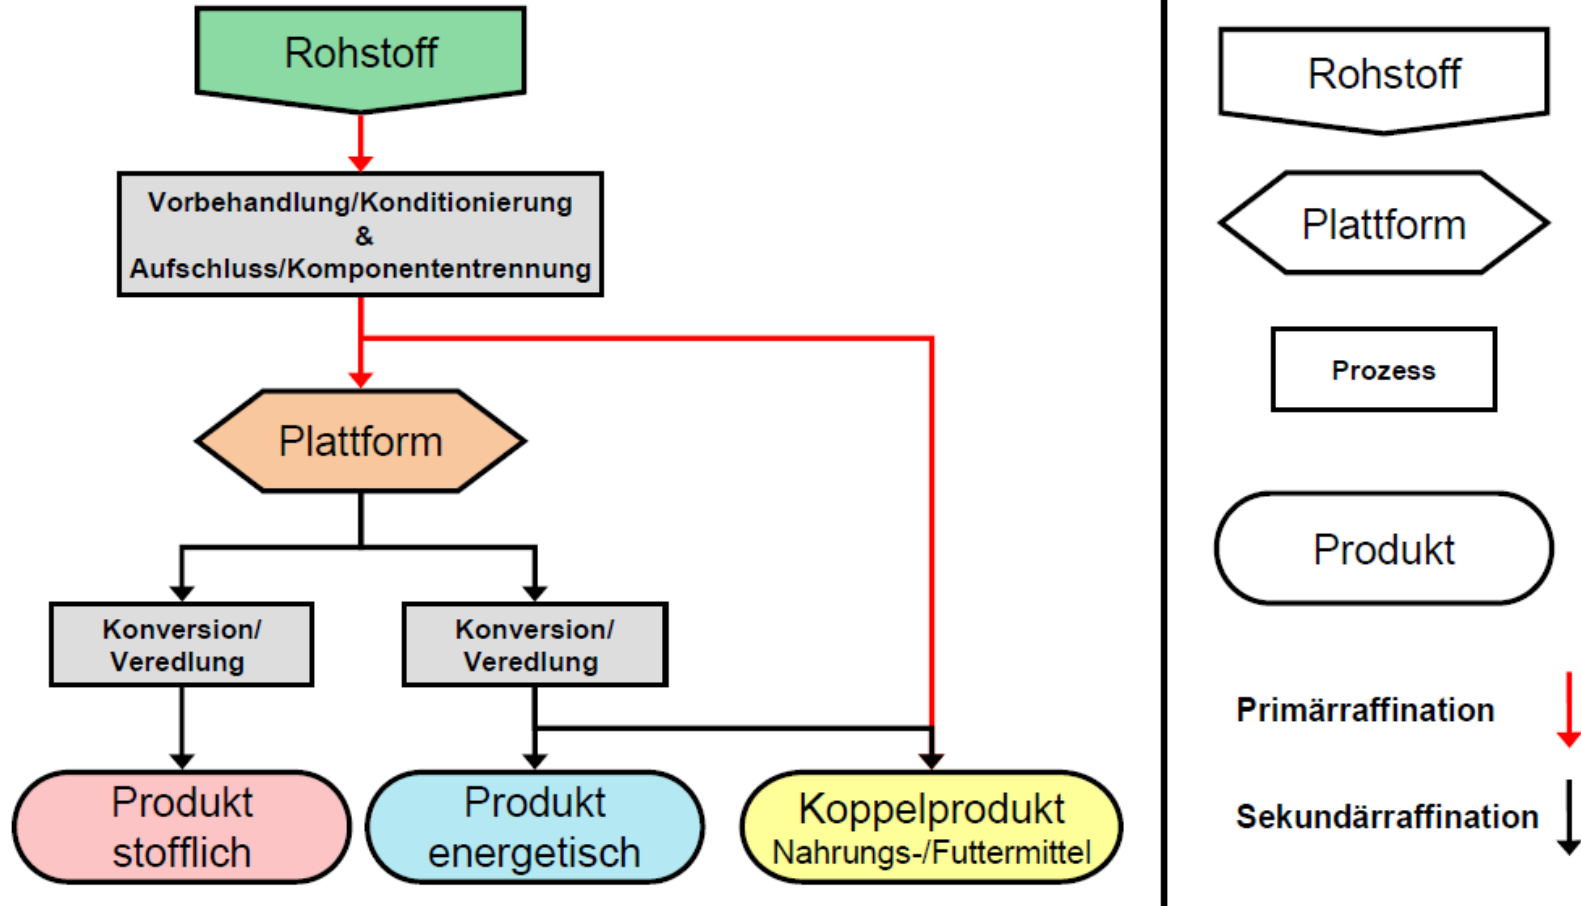 Rohstoff
Vorbehandlung/Konditionierung
&
Aufschluss/Komponententrennung
Plattform
Konversion/
Veredlung
Konversion/
Veredlung
Produkt
stofflich
Produkt
energetisch
Koppelprodukt
Nahrungs-/Futtermittel
Rohstoff
Plattform
Prozess
Produkt
Primärraffination
Sekundärraffination